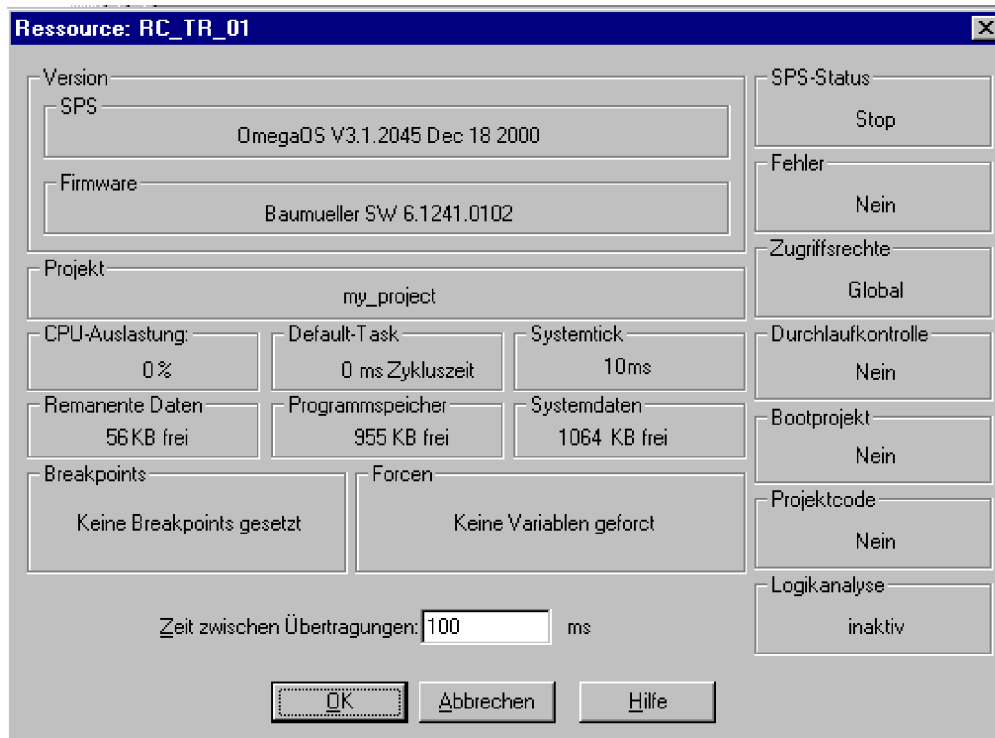 Ressource: RC_TR_01
Version
SPS
OmegaOS V3.1.2045 Dec 18 2000
Firmware
Baumueller SW 6.1241.0102
Projekt
my_project
CPU-Auslastung:
0 %
Default-Task
0 ms Zykluszeit
Systemtick
10ms
Remanente Daten
56 KB frei
Programmspeicher
955 KB frei
Systemdaten
1064 KB frei
Breakpoints
Keine Breakpoints gesetzt
Forcen
Keine Variablen geforct
SPS-Status
Stop
Fehler
Nein
Zugriffsrechte
Global
Durchlaufkontrolle
Nein
Bootprojekt
Nein
Projektcode
Nein
Logikanalyse
inaktiv
Zeit zwischen Übertragungen: 100 ms
OK Abbrechen Hilfe